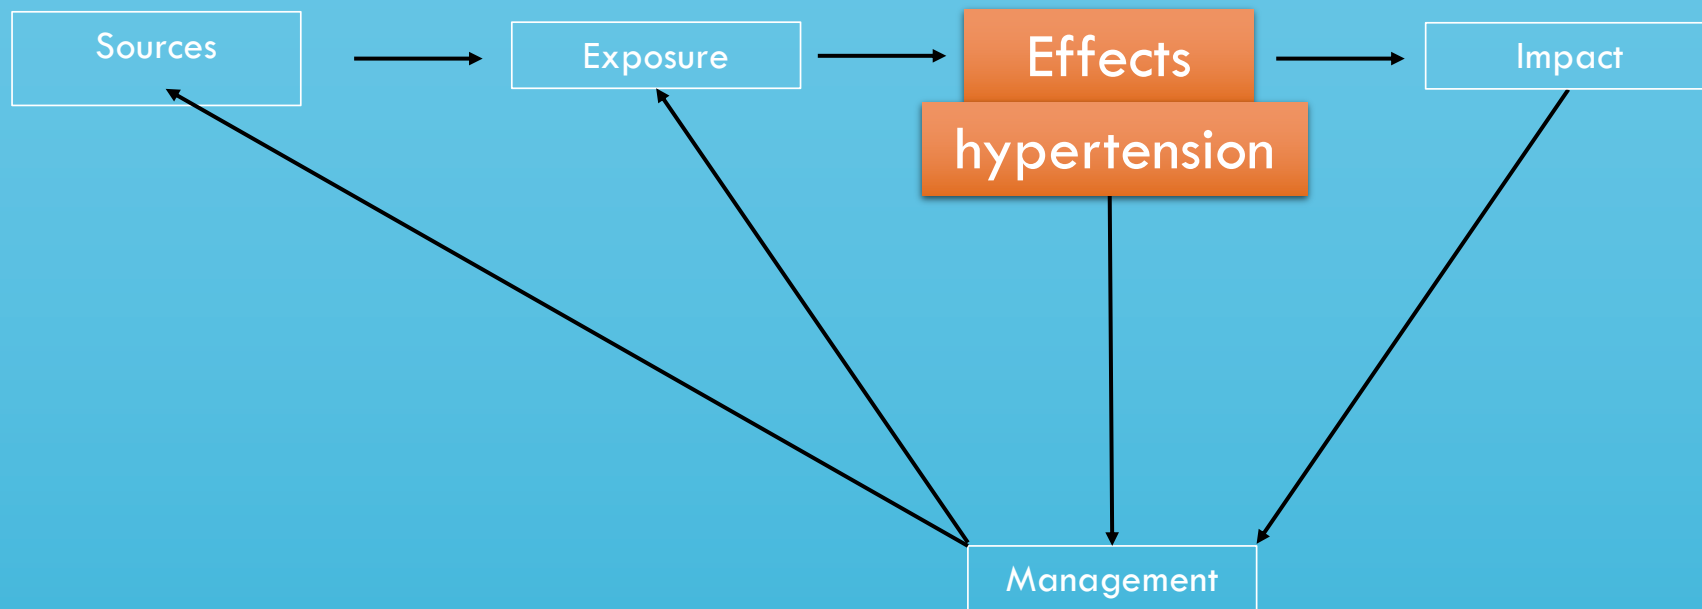 Sources
Exposure
Effects
Impact
hypertension
Management